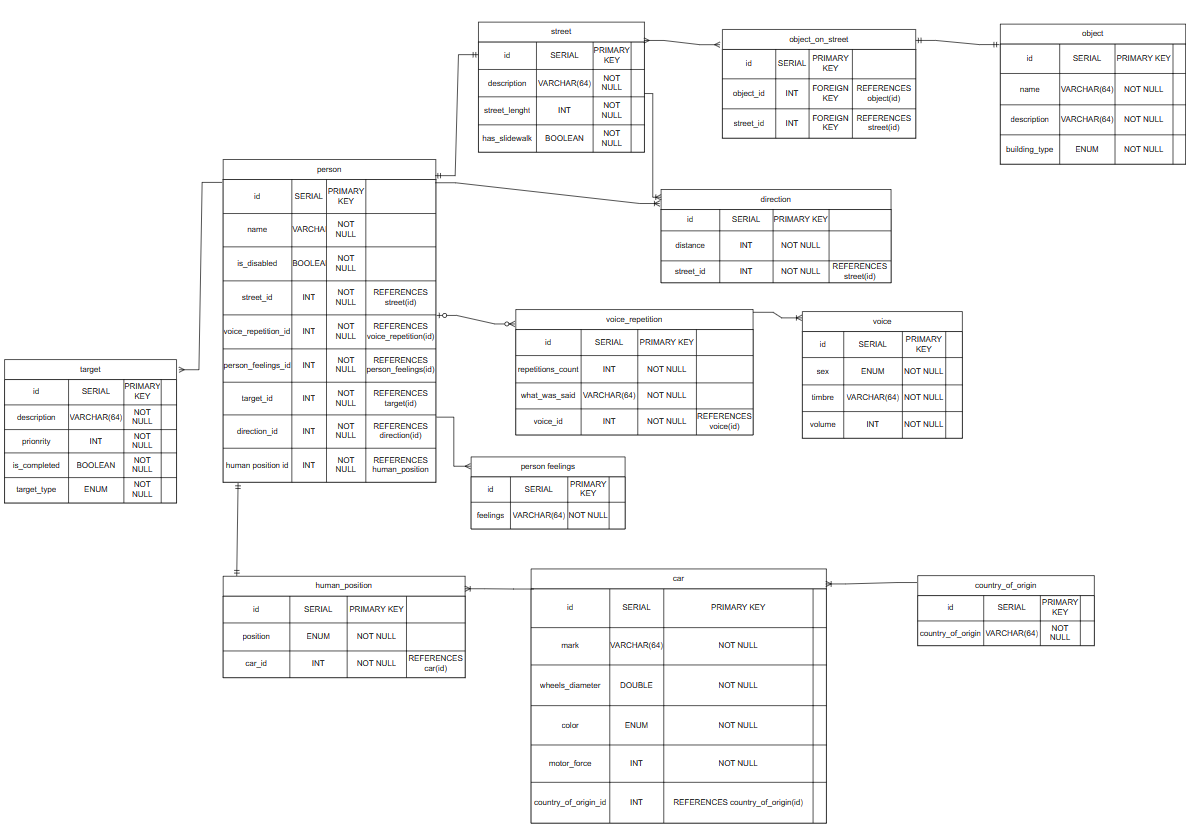 street
id SERIAL PRIMARY KEY
description VARCHAR(64) NOT NULL
street_lenght INT NOT NULL
has_slidewalk BOOLEAN NOT NULL
object_on_street
id SERIAL PRIMARY KEY
object_id INT FOREIGN KEY REFERENCES object(id)
street_id INT FOREIGN KEY REFERENCES street(id)
object
id SERIAL PRIMARY KEY
name VARCHAR(64) NOT NULL
description VARCHAR(64) NOT NULL
building_type ENUM NOT NULL
person
id SERIAL PRIMARY KEY
name VARCHA NOT NULL
is_disabled BOOLEA NOT NULL
street_id INT NOT NULL REFERENCES street(id)
voice_repetition_id INT NOT NULL REFERENCES voice_repetition(id)
person_feelings_id INT NOT NULL REFERENCES person_feelings(id)
target_id INT NOT NULL REFERENCES target(id)
direction_id INT NOT NULL REFERENCES direction(id)
human position id INT NOT NULL REFERENCES human_position
direction
id SERIAL PRIMARY KEY
distance INT NOT NULL
street_id INT NOT NULL REFERENCES street(id)
voice_repetition
id SERIAL PRIMARY KEY
repetitions_count INT NOT NULL
what_was_said VARCHAR(64) NOT NULL
voice_id INT NOT NULL REFERENCES voice(id)
voice
id SERIAL PRIMARY KEY
sex ENUM NOT NULL
timbre VARCHAR(64) NOT NULL
volume INT NOT NULL
target
id SERIAL PRIMARY KEY
description VARCHAR(64) NOT NULL
prionrity INT NOT NULL
is_completed BOOLEAN NOT NULL
target_type ENUM NOT NULL
person feelings
id SERIAL PRIMARY KEY
feelings VARCHAR(64) NOT NULL
human_position
id SERIAL PRIMARY KEY
position ENUM NOT NULL
car_id INT NOT NULL REFERENCES car(id)
car
id SERIAL PRIMARY KEY
mark VARCHAR(64) NOT NULL
wheels_diameter DOUBLE NOT NULL
color ENUM NOT NULL
motor_force INT NOT NULL
country_of_origin_id INT REFERENCES country_of_origin(id)
country_of_origin
id SERIAL PRIMARY KEY
country_of_origin VARCHAR(64) NOT NULL